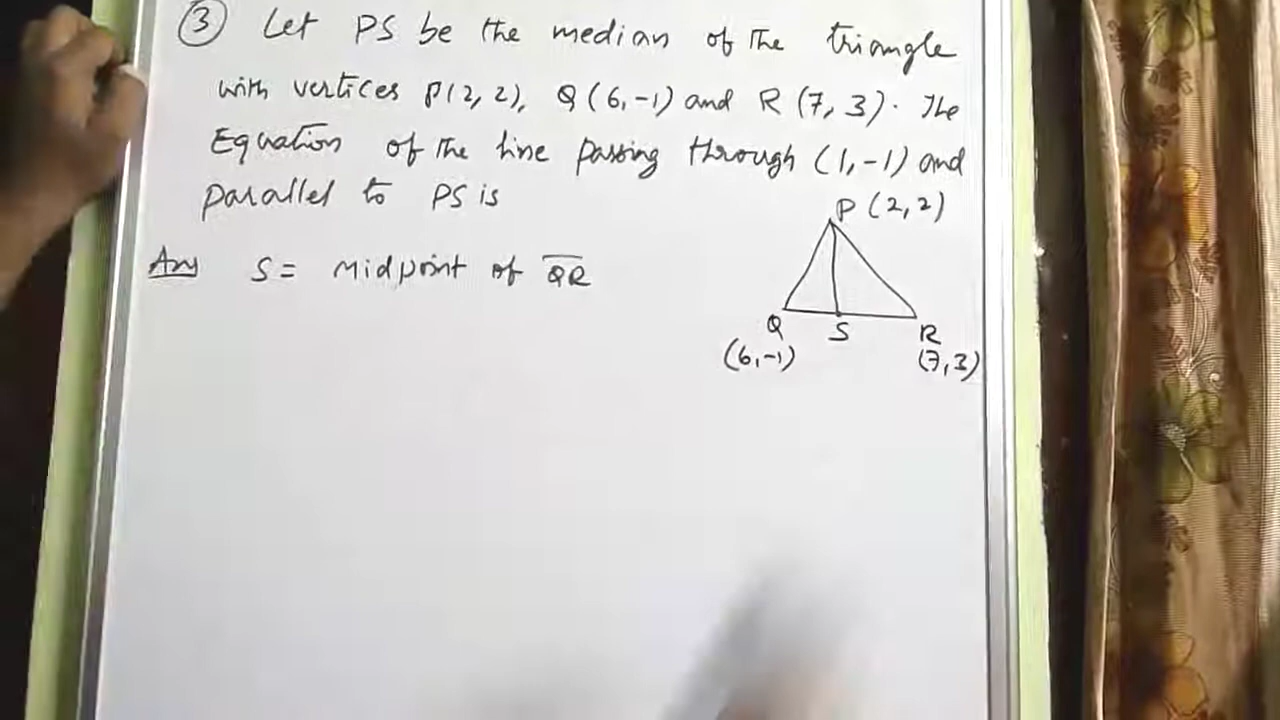 ③ Let PS be the median of the triangle
with vertices P(2, 2), Q (6, -1) and R (7, 3). The
Equation of the line passing through (1, -1) and
parallel to PS is
P (2, 2)
Ans S = Midpoint of QR
Q S R
(6, -1) (7, 3)